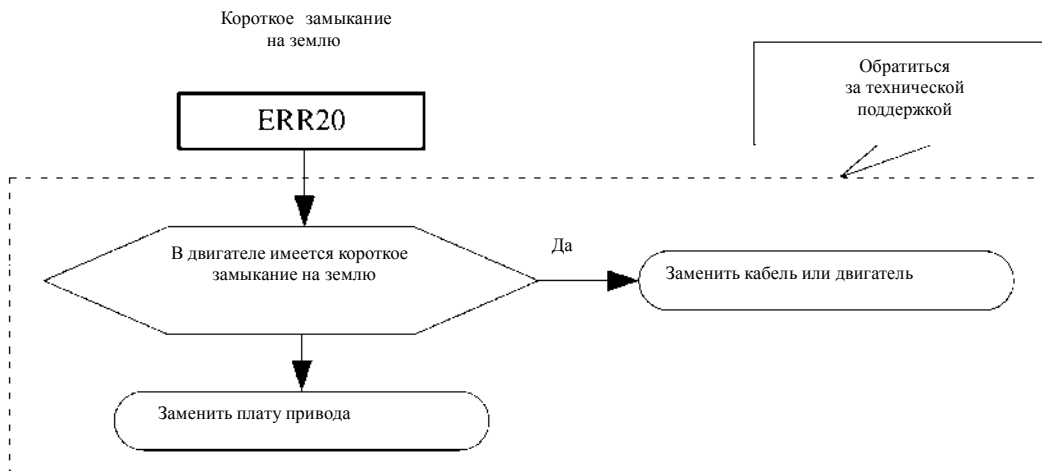 Короткое замыкание
на землю
Обратиться
за технической
поддержкой
ERR20
В двигателе имеется короткое
замыкание на землю
Да
Заменить кабель или двигатель
Заменить плату привода